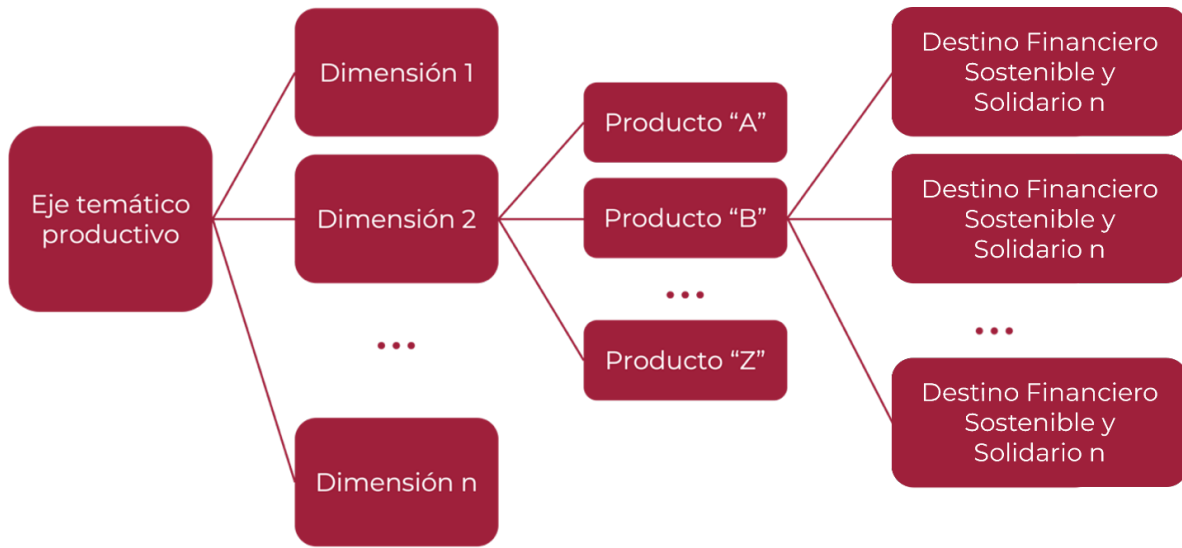 Eje temático
productivo
Dimensión 1
Dimensión 2
...
Dimensión n
Producto “A”
Producto “B”
...
Producto “Z”
Destino Financiero
Sostenible y
Solidario n
Destino Financiero
Sostenible y
Solidario n
...
Destino Financiero
Sostenible y
Solidario n